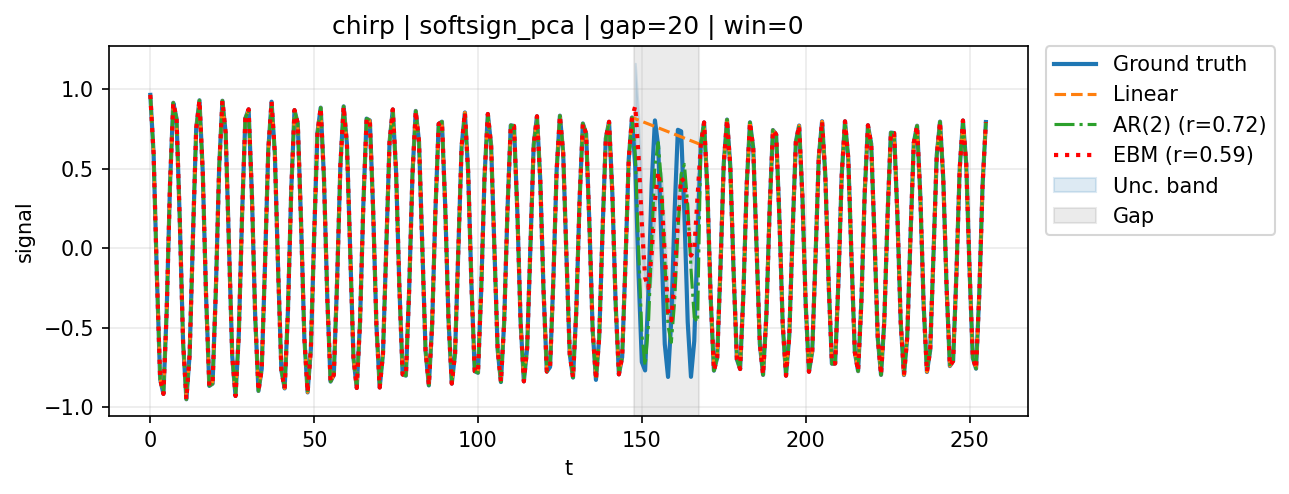 chirp | softsign_pca | gap=20 | win=0
signal
1.0
0.5
0.0
−0.5
−1.0
0
50
100
150
200
250
t
Ground truth
Linear
AR(2) (r=0.72)
EBM (r=0.59)
Unc. band
Gap